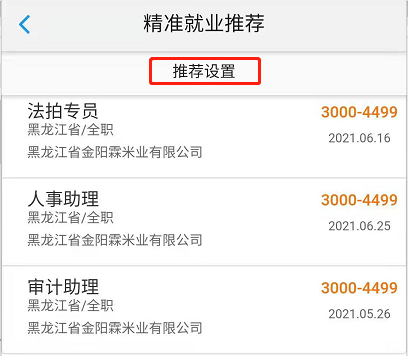 精准就业推荐
推荐设置
法拍专员 3000-4499
黑龙江省/全职 2021.06.16
黑龙江省金阳霖米业有限公司
人事助理 3000-4499
黑龙江省/全职 2021.06.25
黑龙江省金阳霖米业有限公司
审计助理 3000-4499
黑龙江省/全职 2021.05.26
黑龙江省金阳霖米业有限公司